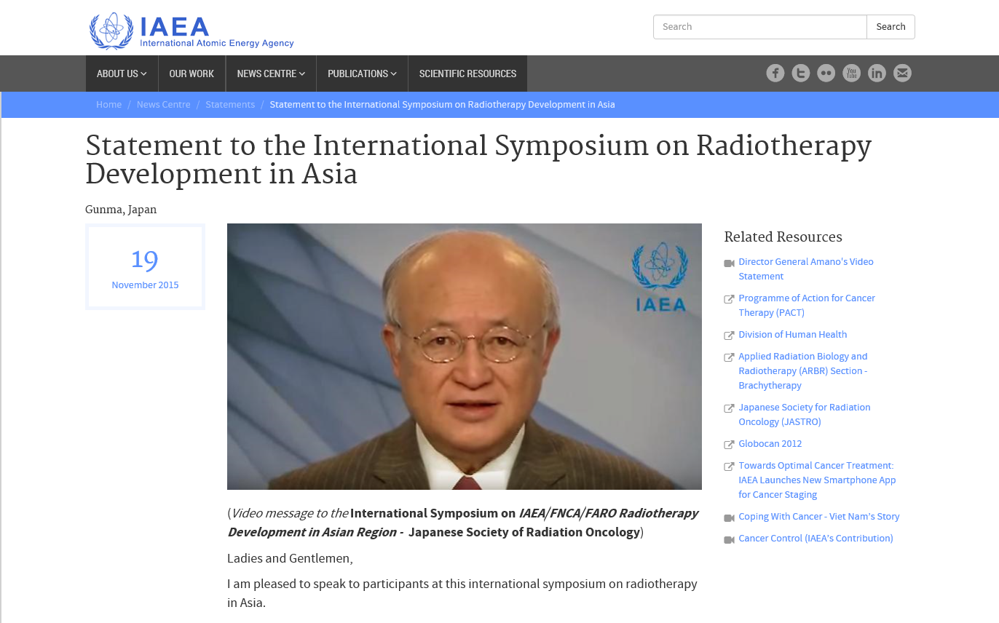 IAEA
International Atomic Energy Agency
Search
Search
ABOUT US
OUR WORK
NEWS CENTRE
PUBLICATIONS
SCIENTIFIC RESOURCES
You
Tube
Home / News Centre / Statements / Statement to the International Symposium on Radiotherapy Development in Asia
Statement to the International Symposium on Radiotherapy
Development in Asia
Gunma, Japan
19
November 2015
IAEA
(Video message to the International Symposium on IAEA/FNCA/FARO Radiotherapy
Development in Asian Region - Japanese Society of Radiation Oncology)
Ladies and Gentlemen,
I am pleased to speak to participants at this international symposium on radiotherapy
in Asia.
Related Resources
Director General Amano's Video
Statement
Programme of Action for Cancer
Therapy (PACT)
Division of Human Health
Applied Radiation Biology and
Radiotherapy (ARBR) Section -
Brachytherapy
Japanese Society for Radiation
Oncology (JASTRO)
Globocan 2012
Towards Optimal Cancer Treatment:
IAEA Launches New Smartphone App
for Cancer Staging
Coping With Cancer - Viet Nam’s Story
Cancer Control (IAEA’s Contribution)